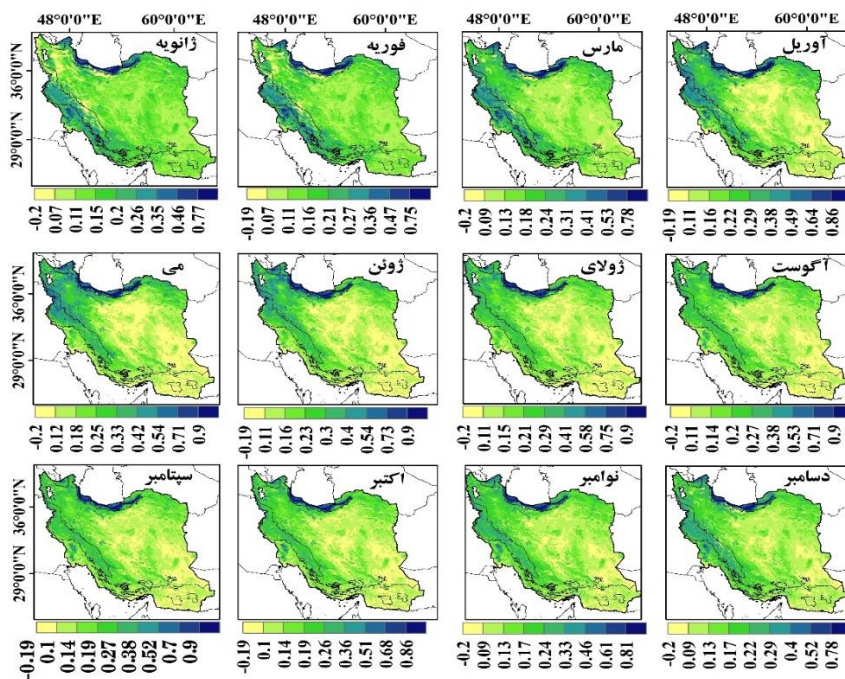 48°0'0"E 60°0'0"E 48°0'0"E 60°0'0"E 48°0'0"E 60°0'0"E 48°0'0"E 60°0'0"E
36°0'0"N 29°0'0"N
ژانویه
-0.2 0.07 0.11 0.15 0.2 0.26 0.35 0.46 0.77
فوریه
-0.19 0.07 0.11 0.16 0.21 0.27 0.36 0.47 0.75
مارس
-0.2 0.09 0.13 0.18 0.24 0.31 0.41 0.53 0.78
آوریل
-0.19 0.11 0.16 0.22 0.29 0.38 0.49 0.64 0.86
36°0'0"N 29°0'0"N
می
-0.2 0.12 0.18 0.25 0.33 0.42 0.54 0.71 0.9
ژوئن
-0.19 0.11 0.16 0.23 0.3 0.4 0.54 0.73 0.9
ژولای
-0.2 0.11 0.15 0.22 0.31 0.43 0.58 0.75 0.9
آگوست
-0.2 0.11 0.14 0.2 0.27 0.38 0.53 0.71 0.9
36°0'0"N 29°0'0"N
سپتامبر
-0.19 0.1 0.14 0.19 0.27 0.38 0.52 0.7 0.9
اکتبر
-0.19 0.1 0.14 0.19 0.26 0.36 0.51 0.68 0.86
نوامبر
-0.2 0.09 0.13 0.18 0.24 0.33 0.46 0.61 0.81
دسامبر
-0.2 0.09 0.13 0.18 0.24 0.31 0.4 0.52 0.78